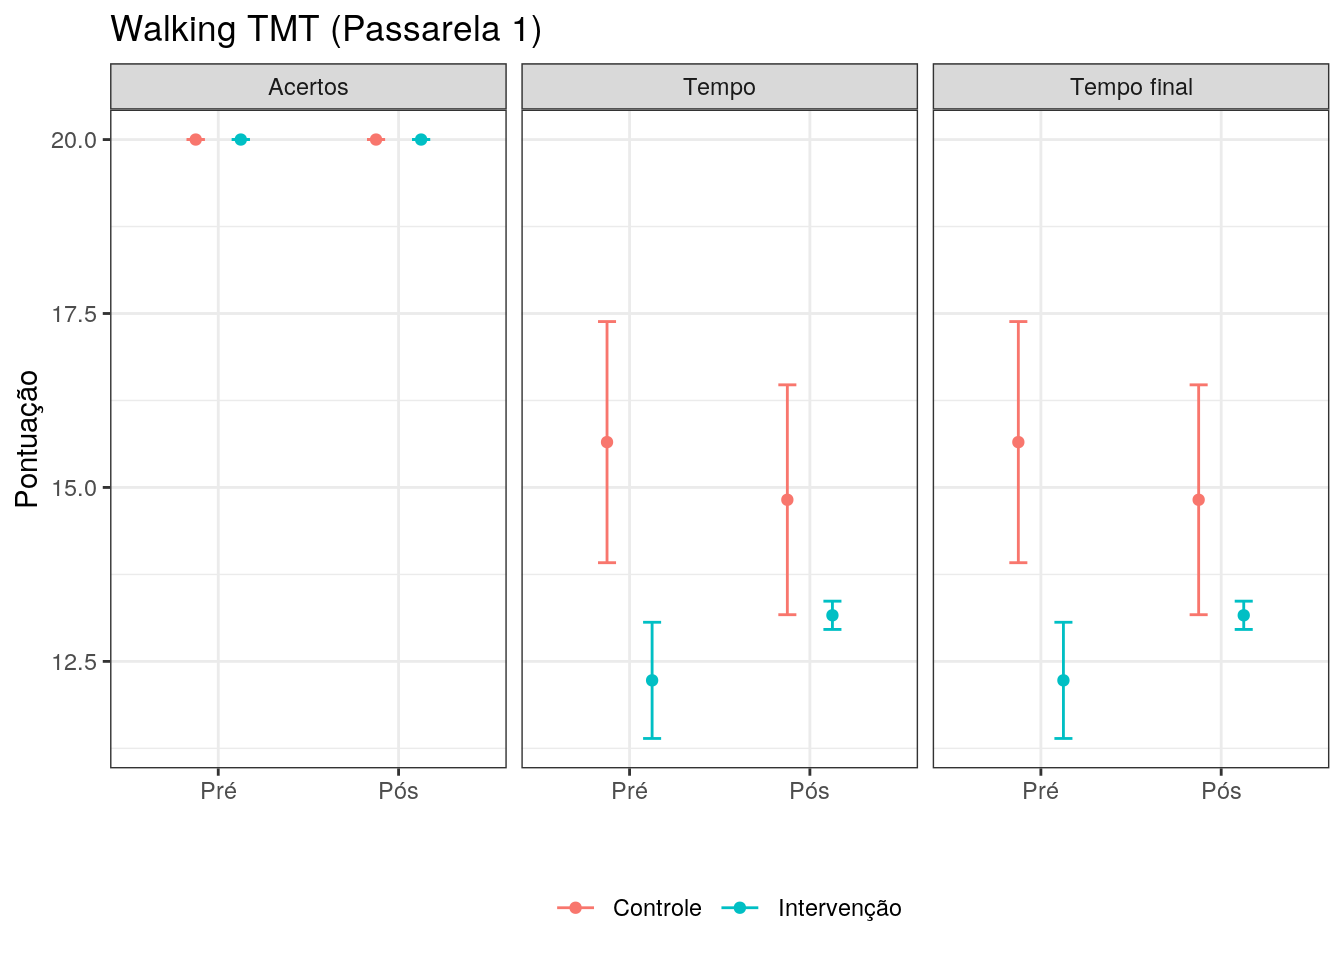 Walking TMT (Passarela 1)
Acertos
Tempo
Tempo final
Pontuação
20.0
17.5
15.0
12.5
Pré
Pós
Pré
Pós
Pré
Pós
Controle
Intervenção